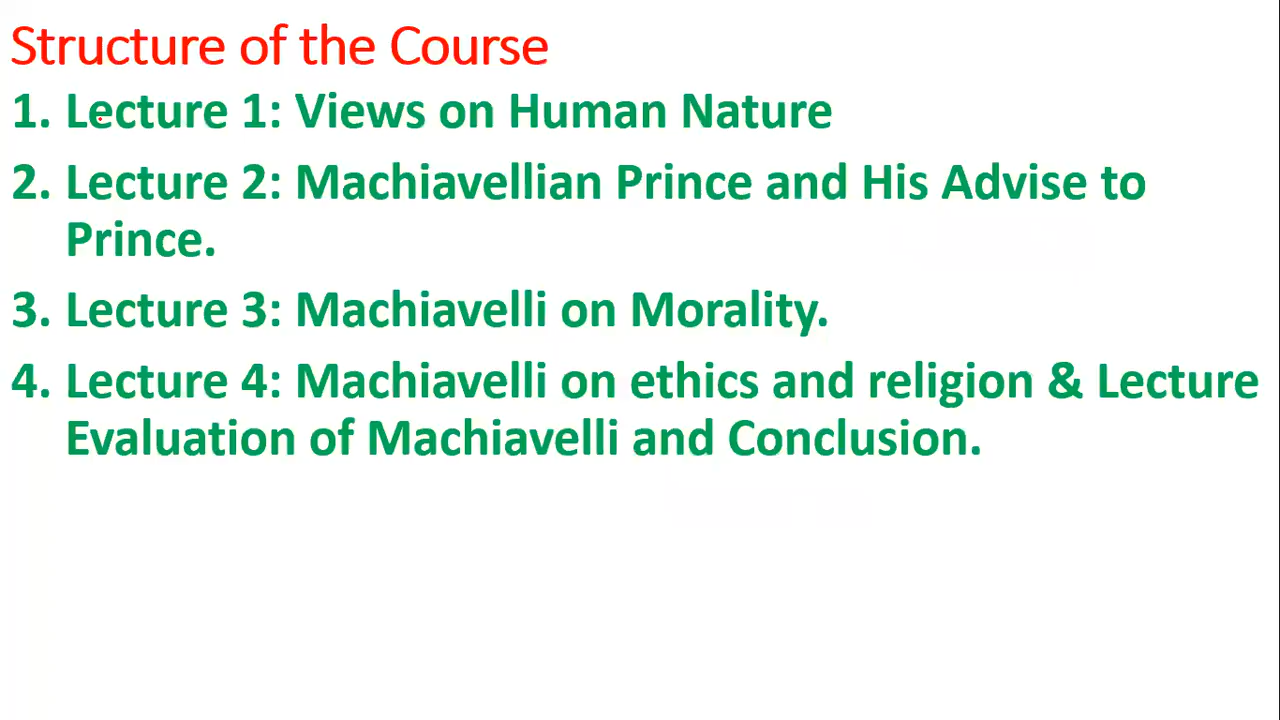 Structure of the Course
1. Lecture 1: Views on Human Nature
2. Lecture 2: Machiavellian Prince and His Advise to
Prince.
3. Lecture 3: Machiavelli on Morality.
4. Lecture 4: Machiavelli on ethics and religion & Lecture
Evaluation of Machiavelli and Conclusion.